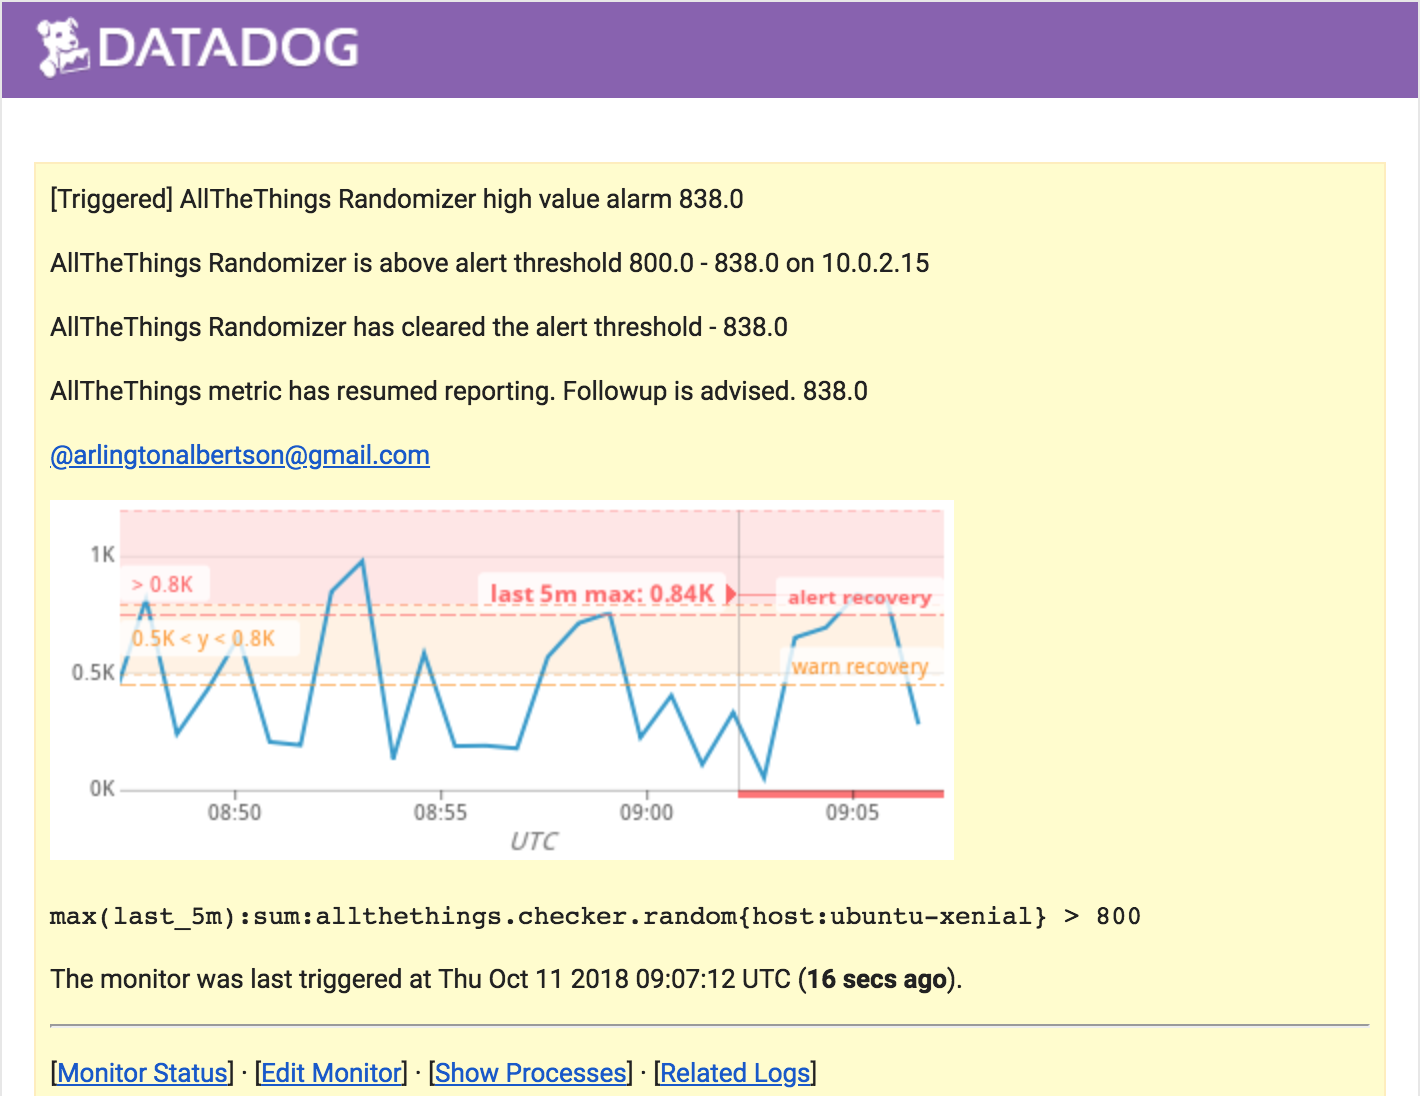 DATADOG
[Triggered] AllTheThings Randomizer high value alarm 838.0
AllTheThings Randomizer is above alert threshold 800.0 - 838.0 on 10.0.2.15
AllTheThings Randomizer has cleared the alert threshold - 838.0
AllTheThings metric has resumed reporting. Followup is advised. 838.0
@arlingtonalbertson@gmail.com
1K
> 0.8K
last 5m max: 0.84K
alert recovery
0.5K < y < 0.8K
warn recovery
0.5K
0K
08:50 08:55 09:00 09:05
UTC
max(last_5m):sum:allthethings.checker.random{host:ubuntu-xenial} > 800
The monitor was last triggered at Thu Oct 11 2018 09:07:12 UTC (16 secs ago).
[Monitor Status] · [Edit Monitor] · [Show Processes] · [Related Logs]